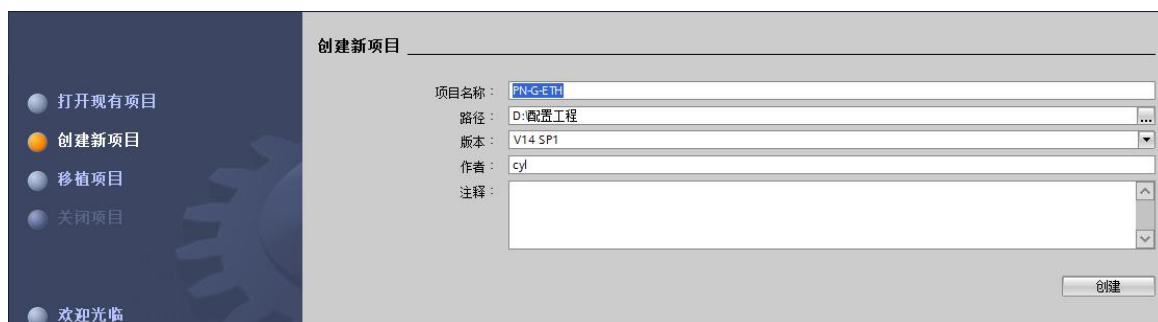 创建新项目
打开现有项目
创建新项目
移植项目
关闭项目
欢迎光临
项目名称： PN-G-ETH
路径： D:\配置工程
...
版本： V14 SP1
作者： cyl
注释：
创建